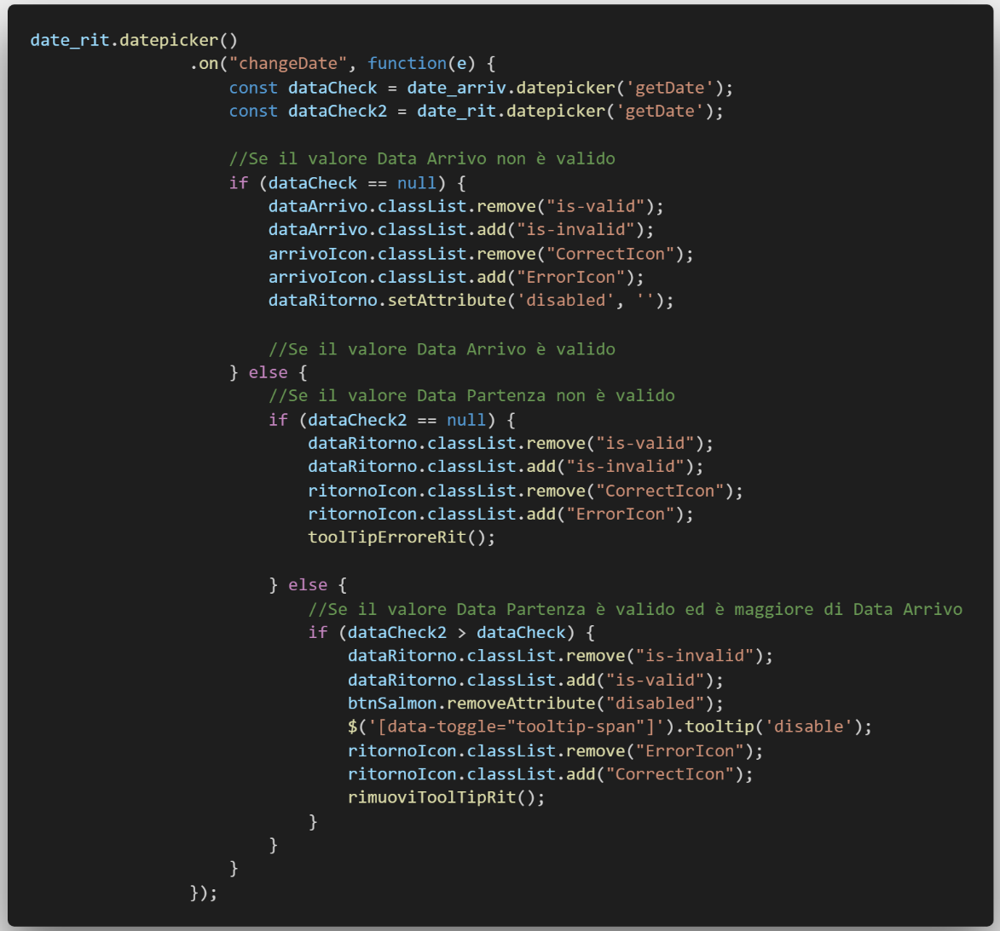 date_rit.datepicker()
.on("changeDate", function(e) {
const dataCheck = date_arriv.datepicker('getDate');
const dataCheck2 = date_rit.datepicker('getDate');
//Se il valore Data Arrivo non è valido
if (dataCheck == null) {
dataArrivo.classList.remove("is-valid");
dataArrivo.classList.add("is-invalid");
arrivoIcon.classList.remove("CorrectIcon");
arrivoIcon.classList.add("ErrorIcon");
dataRitorno.setAttribute('disabled', '');
//Se il valore Data Arrivo è valido
} else {
//Se il valore Data Partenza non è valido
if (dataCheck2 == null) {
dataRitorno.classList.remove("is-valid");
dataRitorno.classList.add("is-invalid");
ritornoIcon.classList.remove("CorrectIcon");
ritornoIcon.classList.add("ErrorIcon");
toolTipErroreRit();
} else {
//Se il valore Data Partenza è valido ed è maggiore di Data Arrivo
if (dataCheck2 > dataCheck) {
dataRitorno.classList.remove("is-invalid");
dataRitorno.classList.add("is-valid");
btnSalmon.removeAttribute("disabled");
$('[data-toggle="tooltip-span"]').tooltip('disable');
ritornoIcon.classList.remove("ErrorIcon");
ritornoIcon.classList.add("CorrectIcon");
rimuoviToolTipRit();
}
}
}
});